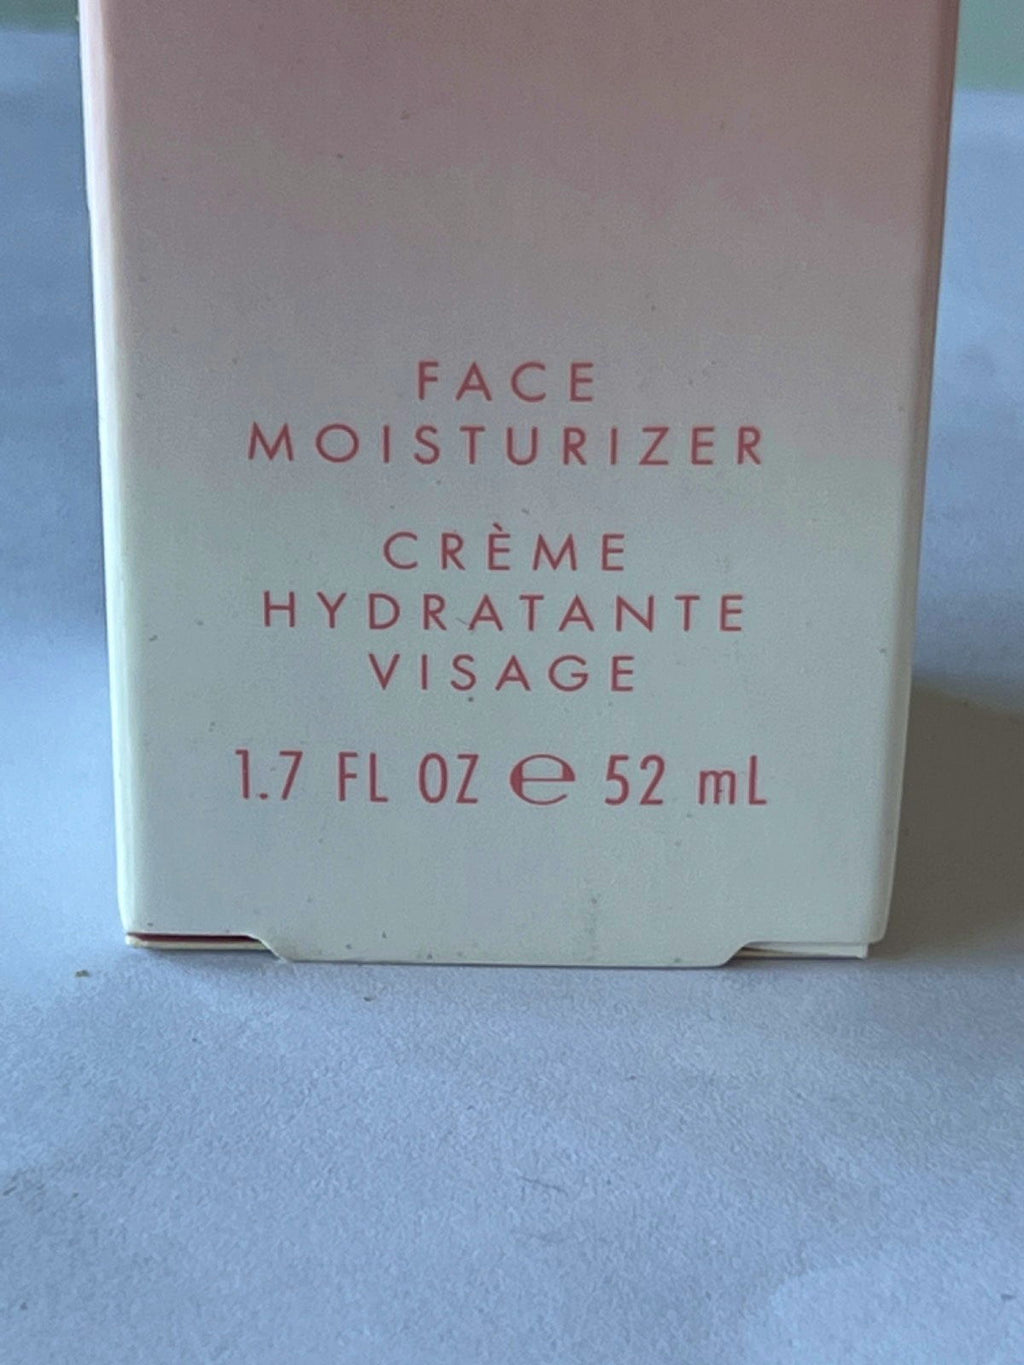 FACE
MOISTURIZER
CRÈME
HYDRATANTE
VISAGE
1.7 FL OZ ℮ 52 mL